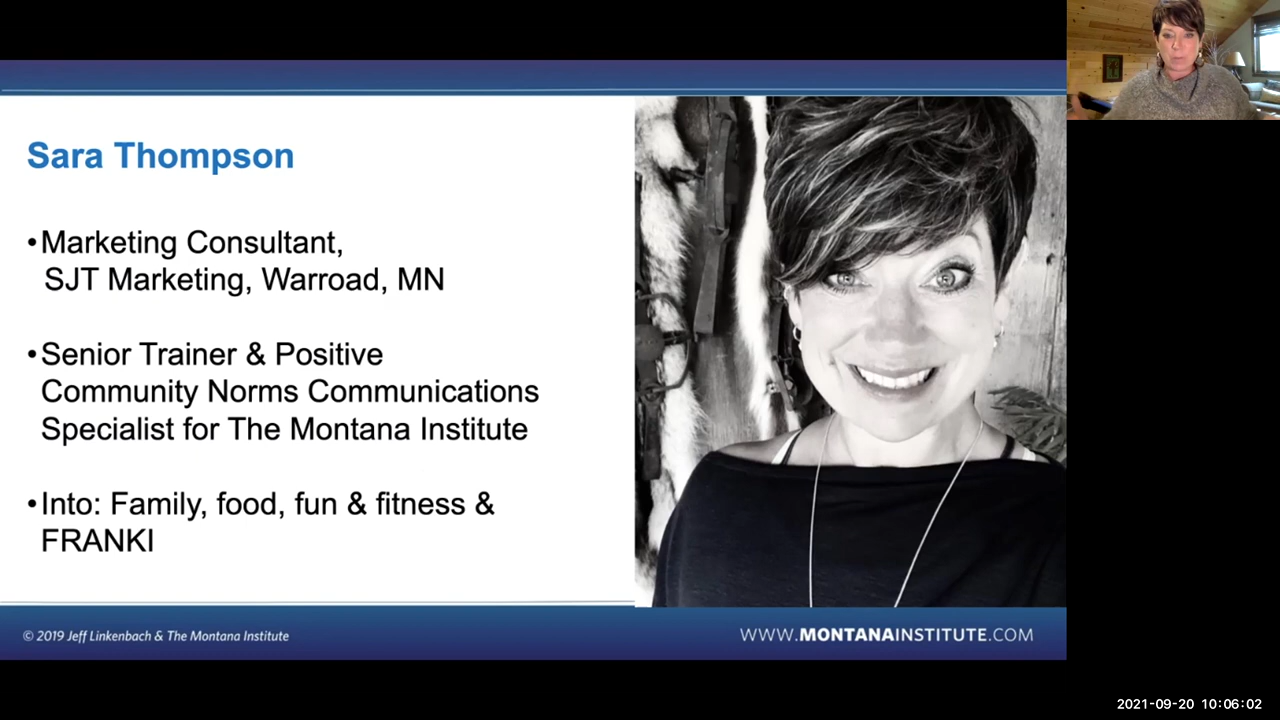 Sara Thompson
•Marketing Consultant,
SJT Marketing, Warroad, MN
•Senior Trainer & Positive
Community Norms Communications
Specialist for The Montana Institute
•Into: Family, food, fun & fitness &
FRANKI
© 2019 Jeff Linkenbach & The Montana Institute
WWW.MONTANAINSTITUTE.COM
2021-09-20 10:06:02